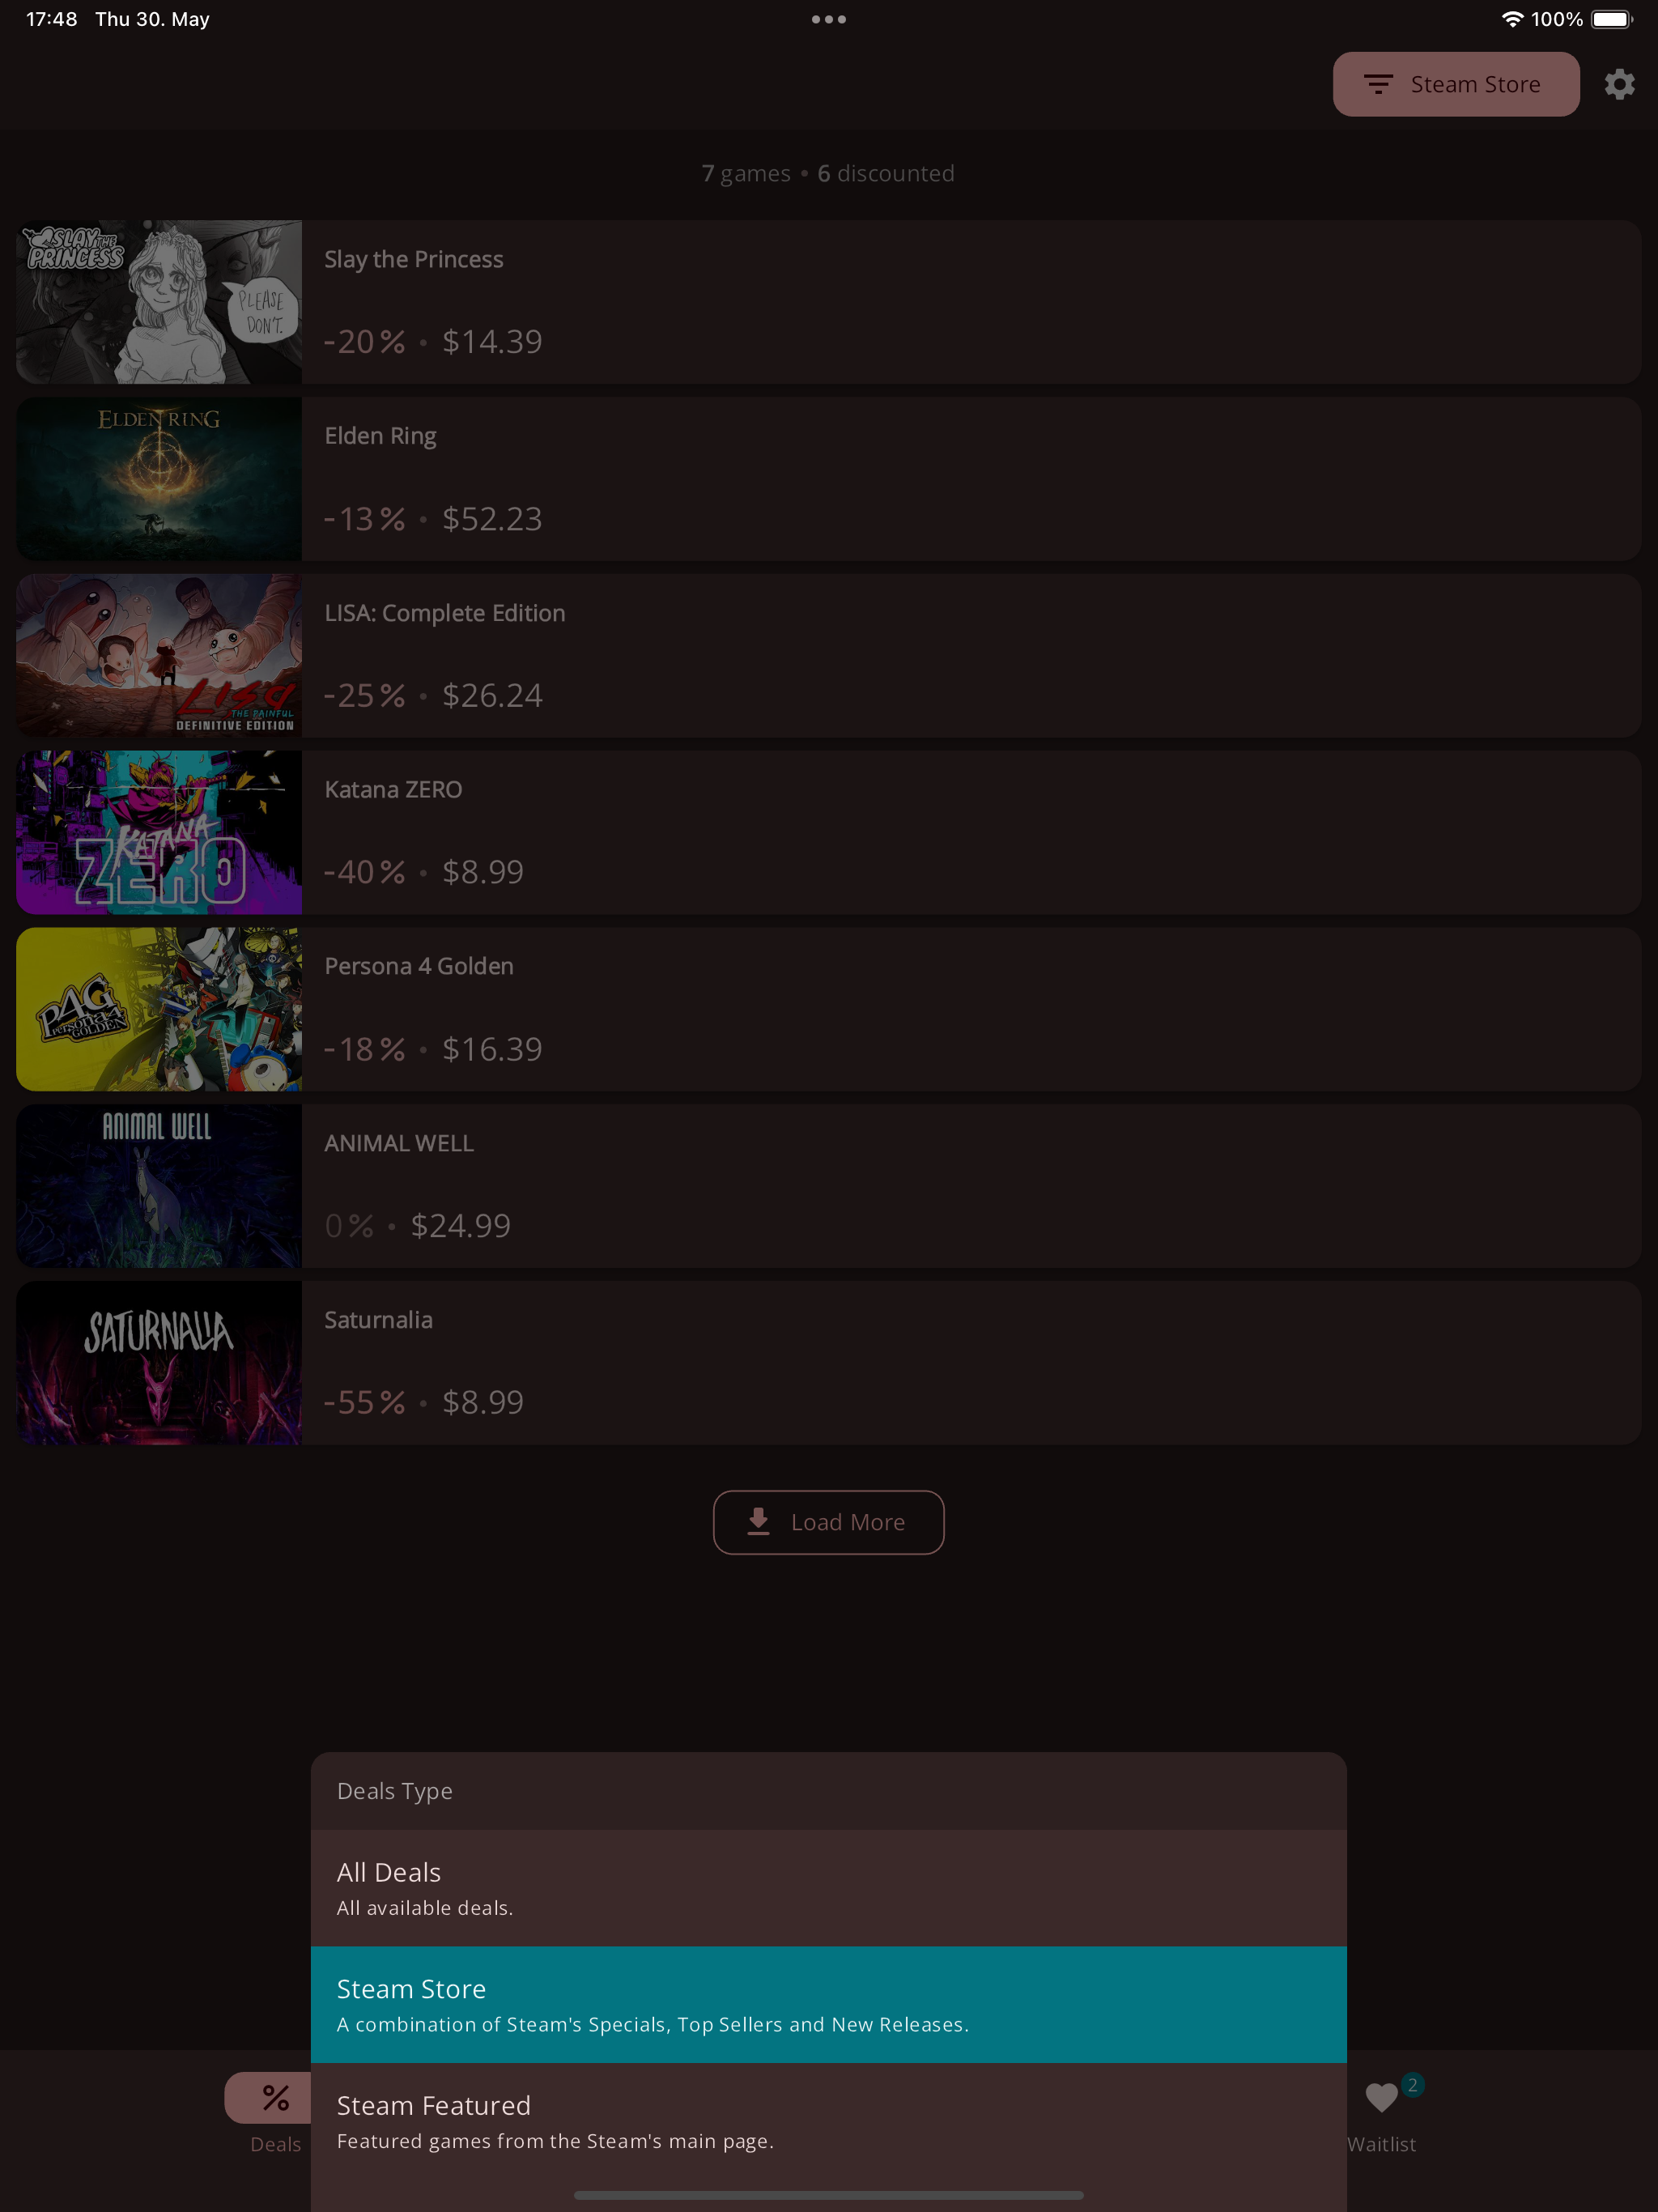 17:48 Thu 30. May
100%
Steam Store
7 games • 6 discounted
SLAY THE
PRINCESS
PLEASE
DON'T.
Slay the Princess
-20% • $14.39
ELDEN RING
Elden Ring
-13% • $52.23
LISA
THE PAINFUL
DEFINITIVE EDITION
LISA: Complete Edition
-25% • $26.24
KATANA
ZERO
Katana ZERO
-40% • $8.99
P4G
Persona4
GOLDEN
Persona 4 Golden
-18% • $16.39
ANIMAL WELL
ANIMAL WELL
0% • $24.99
SATURNALIA
Saturnalia
-55% • $8.99
Load More
Deals Type
All Deals
All available deals.
Steam Store
A combination of Steam's Specials, Top Sellers and New Releases.
Steam Featured
Featured games from the Steam's main page.
%
2
Deals
Waitlist